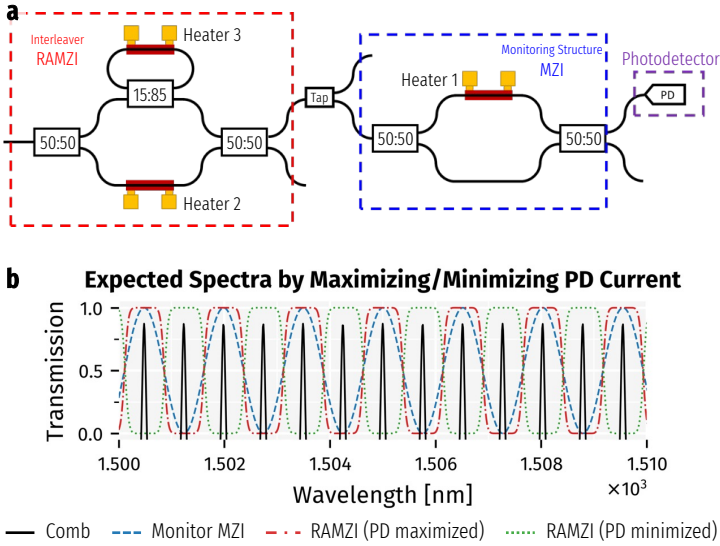 a
Interleaver
RAMZI
Heater 3
15:85
50:50
50:50
Heater 2
Tap
Monitoring Structure
MZI
Heater 1
50:50
50:50
Photodetector
PD
b
Expected Spectra by Maximizing/Minimizing PD Current
Transmission
1.0
0.5
0.0
1.500 1.502 1.504 1.506 1.508 1.510
×10³
Wavelength [nm]
Comb Monitor MZI RAMZI (PD maximized) RAMZI (PD minimized)